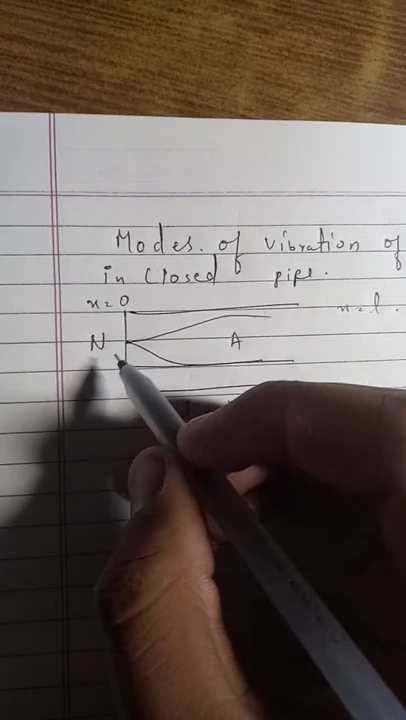 Modes. of vibration of
in Closed pipe.
x=0 x=l.
N A